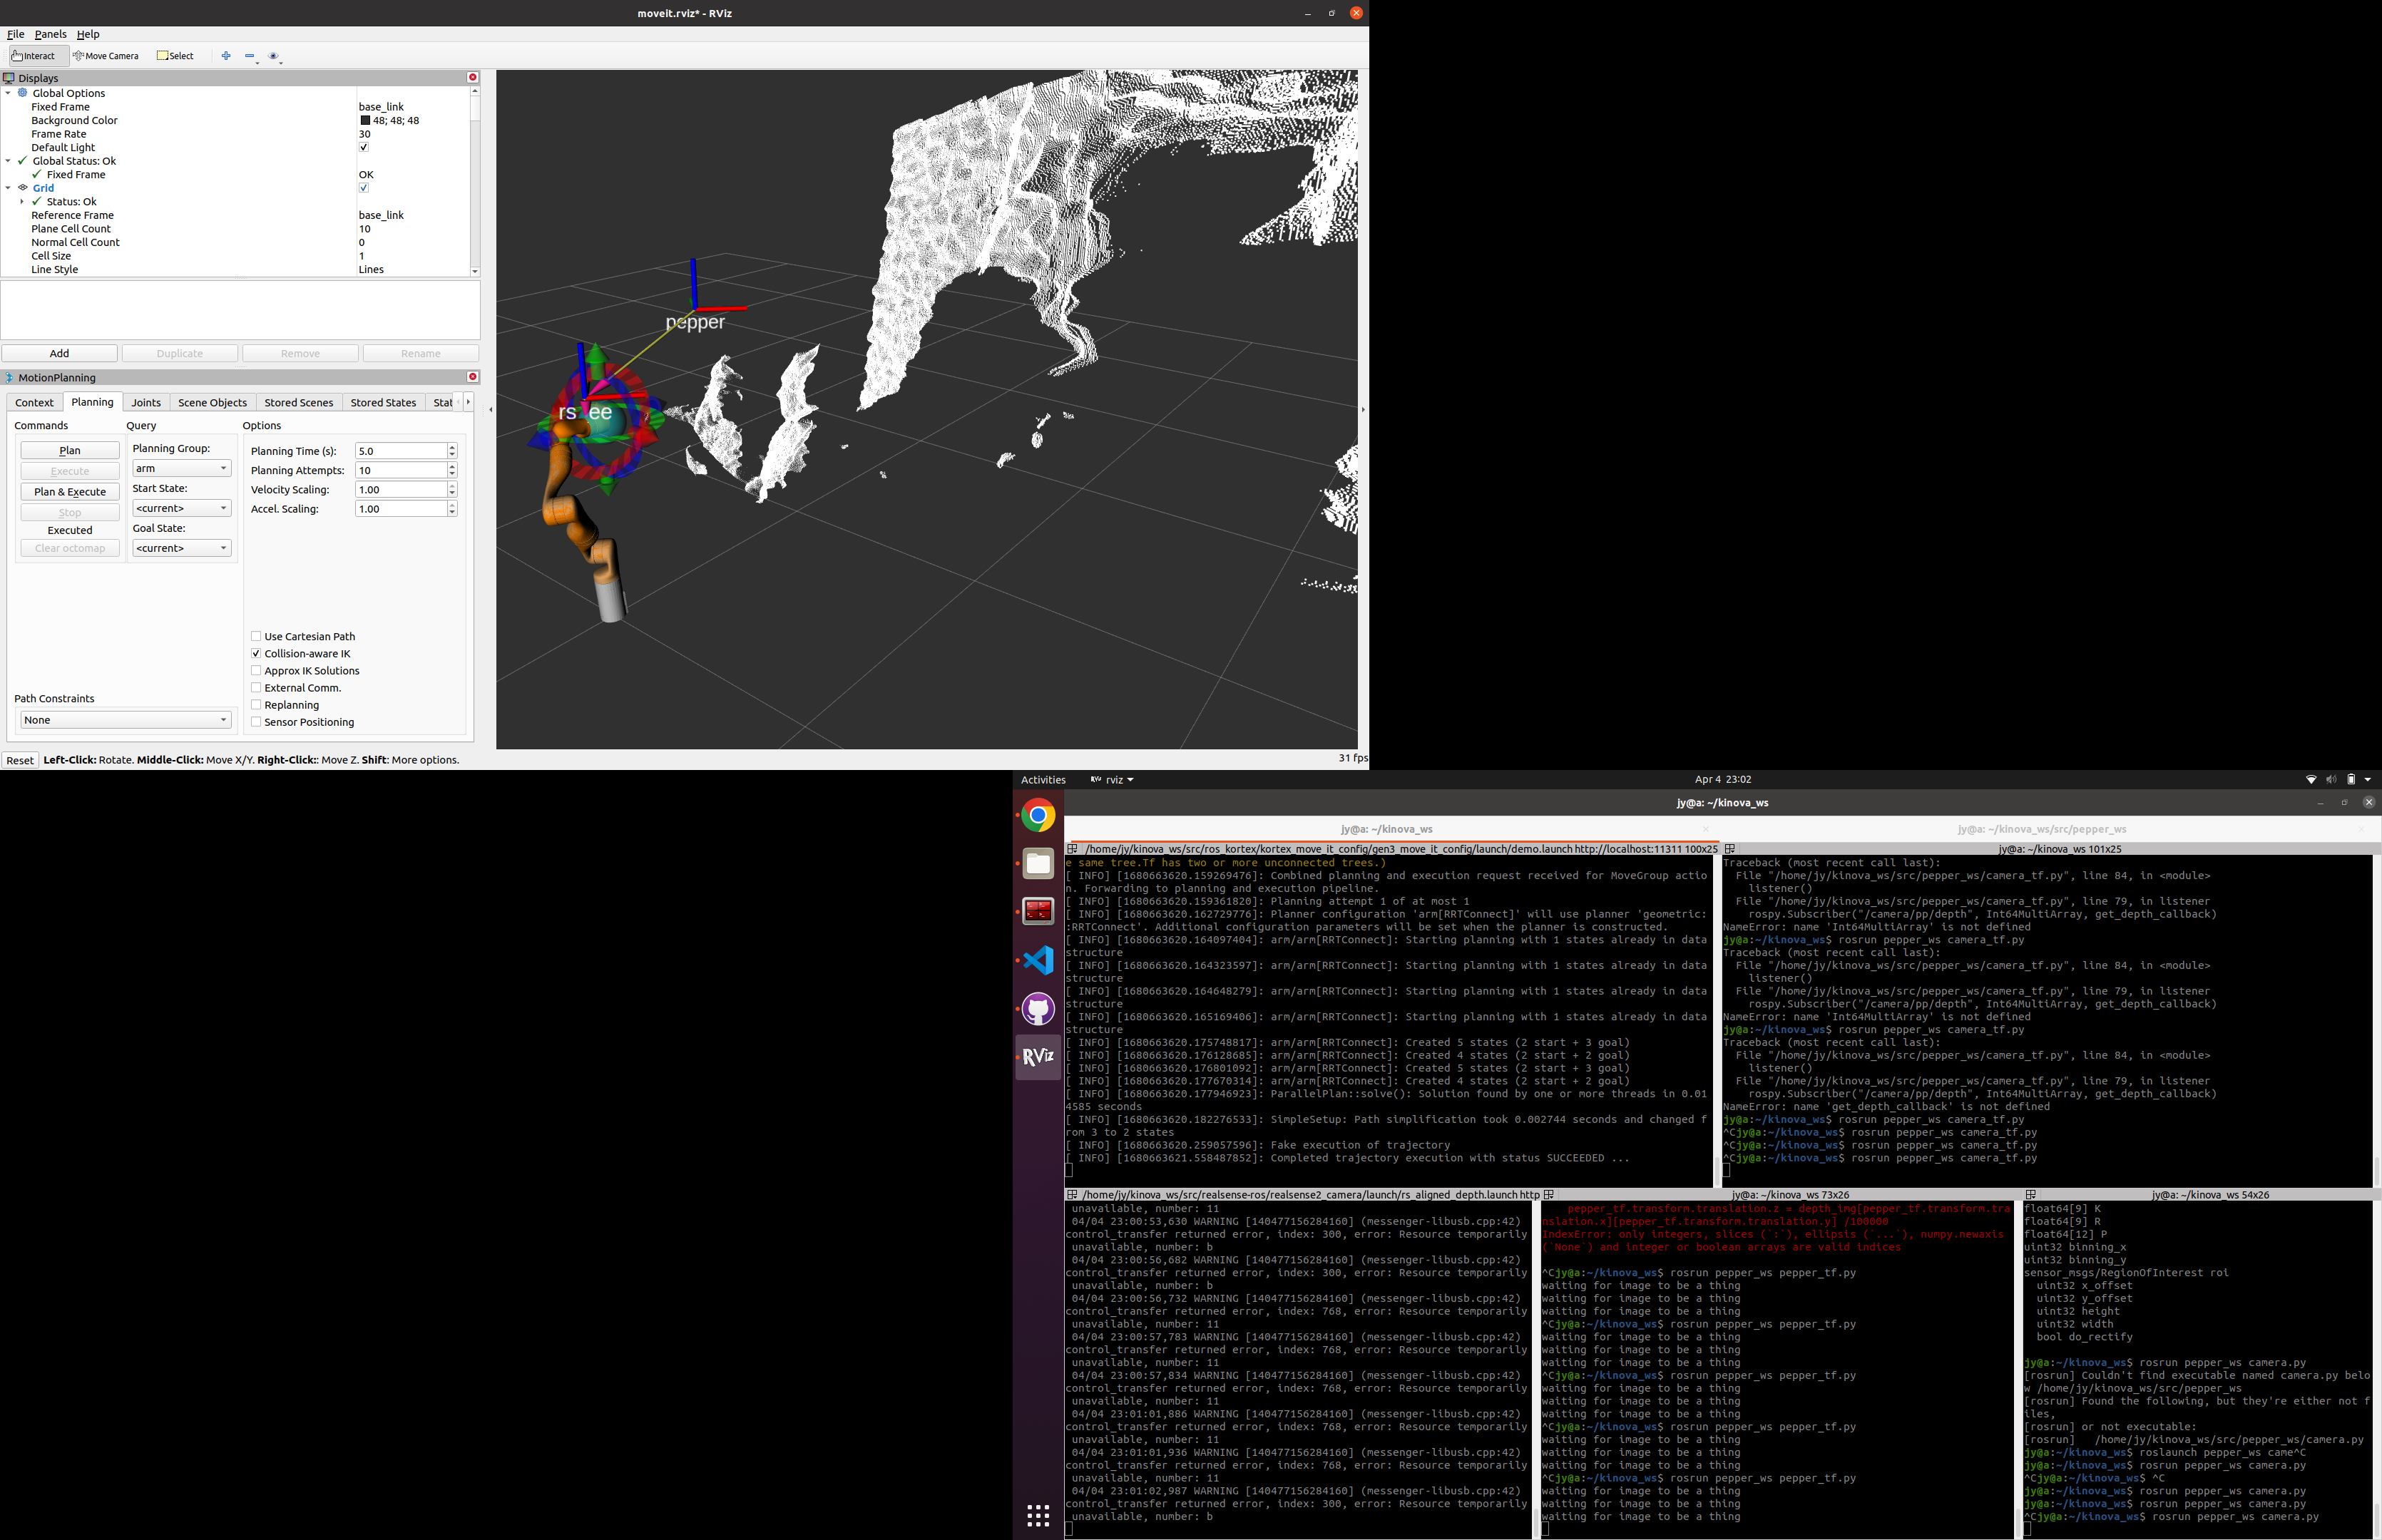 moveit.rviz* - RViz
File Panels Help
Interact Move Camera Select
Displays
Global Options
Fixed Frame base_link
Background Color 48; 48; 48
Frame Rate 30
Default Light
Global Status: Ok
Fixed Frame OK
Grid
Status: Ok
Reference Frame base_link
Plane Cell Count 10
Normal Cell Count 0
Cell Size 1
Line Style Lines
Add Duplicate Remove Rename
MotionPlanning
Context Planning Joints Scene Objects Stored Scenes Stored States Stat
Commands Query Options
Plan
Execute
Plan & Execute
Stop
Executed
Clear octomap
Planning Group:
arm
Start State:
<current>
Goal State:
<current>
Planning Time (s): 5.0
Planning Attempts: 10
Velocity Scaling: 1.00
Accel. Scaling: 1.00
Use Cartesian Path
Collision-aware IK
Approx IK Solutions
External Comm.
Replanning
Sensor Positioning
Path Constraints
None
Reset Left-Click: Rotate. Middle-Click: Move X/Y. Right-Click:: Move Z. Shift: More options.
31 fps
pepper
rs ee
Activities rviz Apr 4 23:02
jy@a: ~/kinova_ws
jy@a: ~/kinova_ws
jy@a: ~/kinova_ws/src/pepper_ws
RViz
/home/jy/kinova_ws/src/ros_kortex/kortex_move_it_config/gen3_move_it_config/launch/demo.launch http://localhost:11311 100x25
e same tree.Tf has two or more unconnected trees.)
[ INFO] [1680663620.159269476]: Combined planning and execution request received for MoveGroup actio
n. Forwarding to planning and execution pipeline.
[ INFO] [1680663620.159361820]: Planning attempt 1 of at most 1
[ INFO] [1680663620.162729776]: Planner configuration 'arm[RRTConnect]' will use planner 'geometric:
:RRTConnect'. Additional configuration parameters will be set when the planner is constructed.
[ INFO] [1680663620.164097404]: arm/arm[RRTConnect]: Starting planning with 1 states already in data
structure
[ INFO] [1680663620.164323597]: arm/arm[RRTConnect]: Starting planning with 1 states already in data
structure
[ INFO] [1680663620.164648279]: arm/arm[RRTConnect]: Starting planning with 1 states already in data
structure
[ INFO] [1680663620.165169406]: arm/arm[RRTConnect]: Starting planning with 1 states already in data
structure
[ INFO] [1680663620.175748817]: arm/arm[RRTConnect]: Created 5 states (2 start + 3 goal)
[ INFO] [1680663620.176128685]: arm/arm[RRTConnect]: Created 4 states (2 start + 2 goal)
[ INFO] [1680663620.176801092]: arm/arm[RRTConnect]: Created 5 states (2 start + 3 goal)
[ INFO] [1680663620.177670314]: arm/arm[RRTConnect]: Created 4 states (2 start + 2 goal)
[ INFO] [1680663620.177946923]: ParallelPlan::solve(): Solution found by one or more threads in 0.01
4585 seconds
[ INFO] [1680663620.182276533]: SimpleSetup: Path simplification took 0.002744 seconds and changed f
rom 3 to 2 states
[ INFO] [1680663620.259057596]: Fake execution of trajectory
[ INFO] [1680663621.558487852]: Completed trajectory execution with status SUCCEEDED ...
jy@a: ~/kinova_ws 101x25
Traceback (most recent call last):
File "/home/jy/kinova_ws/src/pepper_ws/camera_tf.py", line 84, in <module>
listener()
File "/home/jy/kinova_ws/src/pepper_ws/camera_tf.py", line 79, in listener
rospy.Subscriber("/camera/pp/depth", Int64MultiArray, get_depth_callback)
NameError: name 'Int64MultiArray' is not defined
jy@a:~/kinova_ws$ rosrun pepper_ws camera_tf.py
Traceback (most recent call last):
File "/home/jy/kinova_ws/src/pepper_ws/camera_tf.py", line 84, in <module>
listener()
File "/home/jy/kinova_ws/src/pepper_ws/camera_tf.py", line 79, in listener
rospy.Subscriber("/camera/pp/depth", Int64MultiArray, get_depth_callback)
NameError: name 'Int64MultiArray' is not defined
jy@a:~/kinova_ws$ rosrun pepper_ws camera_tf.py
Traceback (most recent call last):
File "/home/jy/kinova_ws/src/pepper_ws/camera_tf.py", line 84, in <module>
listener()
File "/home/jy/kinova_ws/src/pepper_ws/camera_tf.py", line 79, in listener
rospy.Subscriber("/camera/pp/depth", Int64MultiArray, get_depth_callback)
NameError: name 'get_depth_callback' is not defined
jy@a:~/kinova_ws$ rosrun pepper_ws camera_tf.py
^Cjy@a:~/kinova_ws$ rosrun pepper_ws camera_tf.py
^Cjy@a:~/kinova_ws$ rosrun pepper_ws camera_tf.py
^Cjy@a:~/kinova_ws$ rosrun pepper_ws camera_tf.py
/home/jy/kinova_ws/src/realsense-ros/realsense2_camera/launch/rs_aligned_depth.launch http
unavailable, number: 11
04/04 23:00:53,630 WARNING [140477156284160] (messenger-libusb.cpp:42)
control_transfer returned error, index: 300, error: Resource temporarily
unavailable, number: b
04/04 23:00:56,682 WARNING [140477156284160] (messenger-libusb.cpp:42)
control_transfer returned error, index: 300, error: Resource temporarily
unavailable, number: b
04/04 23:00:56,732 WARNING [140477156284160] (messenger-libusb.cpp:42)
control_transfer returned error, index: 768, error: Resource temporarily
unavailable, number: 11
04/04 23:00:57,783 WARNING [140477156284160] (messenger-libusb.cpp:42)
control_transfer returned error, index: 768, error: Resource temporarily
unavailable, number: 11
04/04 23:00:57,834 WARNING [140477156284160] (messenger-libusb.cpp:42)
control_transfer returned error, index: 768, error: Resource temporarily
unavailable, number: 11
04/04 23:01:01,886 WARNING [140477156284160] (messenger-libusb.cpp:42)
control_transfer returned error, index: 768, error: Resource temporarily
unavailable, number: 11
04/04 23:01:01,936 WARNING [140477156284160] (messenger-libusb.cpp:42)
control_transfer returned error, index: 768, error: Resource temporarily
unavailable, number: 11
04/04 23:01:02,987 WARNING [140477156284160] (messenger-libusb.cpp:42)
control_transfer returned error, index: 300, error: Resource temporarily
unavailable, number: b
jy@a: ~/kinova_ws 73x26
pepper_tf.transform.translation.z = depth_img[pepper_tf.transform.tra
nslation.x][pepper_tf.transform.translation.y] /100000
IndexError: only integers, slices (`:`), ellipsis (`...`), numpy.newaxis
(`None`) and integer or boolean arrays are valid indices
^Cjy@a:~/kinova_ws$ rosrun pepper_ws pepper_tf.py
waiting for image to be a thing
waiting for image to be a thing
waiting for image to be a thing
^Cjy@a:~/kinova_ws$ rosrun pepper_ws pepper_tf.py
waiting for image to be a thing
waiting for image to be a thing
waiting for image to be a thing
^Cjy@a:~/kinova_ws$ rosrun pepper_ws pepper_tf.py
waiting for image to be a thing
waiting for image to be a thing
waiting for image to be a thing
^Cjy@a:~/kinova_ws$ rosrun pepper_ws pepper_tf.py
waiting for image to be a thing
waiting for image to be a thing
waiting for image to be a thing
^Cjy@a:~/kinova_ws$ rosrun pepper_ws pepper_tf.py
waiting for image to be a thing
waiting for image to be a thing
waiting for image to be a thing
jy@a: ~/kinova_ws 54x26
float64[9] K
float64[9] R
float64[12] P
uint32 binning_x
uint32 binning_y
sensor_msgs/RegionOfInterest roi
uint32 x_offset
uint32 y_offset
uint32 height
uint32 width
bool do_rectify
jy@a:~/kinova_ws$ rosrun pepper_ws camera.py
[rosrun] Couldn't find executable named camera.py belo
w /home/jy/kinova_ws/src/pepper_ws
[rosrun] Found the following, but they're either not f
iles,
[rosrun] or not executable:
[rosrun] /home/jy/kinova_ws/src/pepper_ws/camera.py
jy@a:~/kinova_ws$ roslaunch pepper_ws came^C
jy@a:~/kinova_ws$ rosrun pepper_ws camera.py
^Cjy@a:~/kinova_ws$ ^C
jy@a:~/kinova_ws$ rosrun pepper_ws camera.py
jy@a:~/kinova_ws$ rosrun pepper_ws camera.py
^Cjy@a:~/kinova_ws$ rosrun pepper_ws camera.py